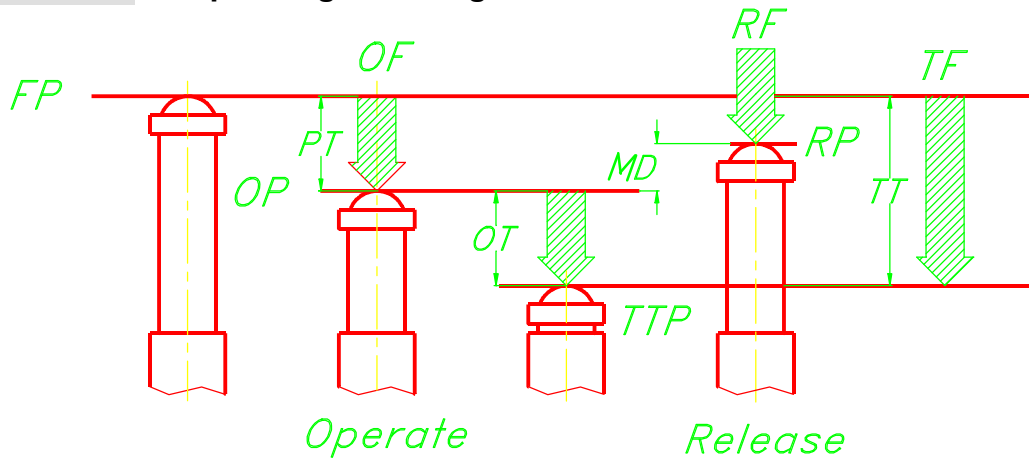 RF
OF
TF
FP
PT
RP
MD
OP
TT
OT
TTP
Operate
Release